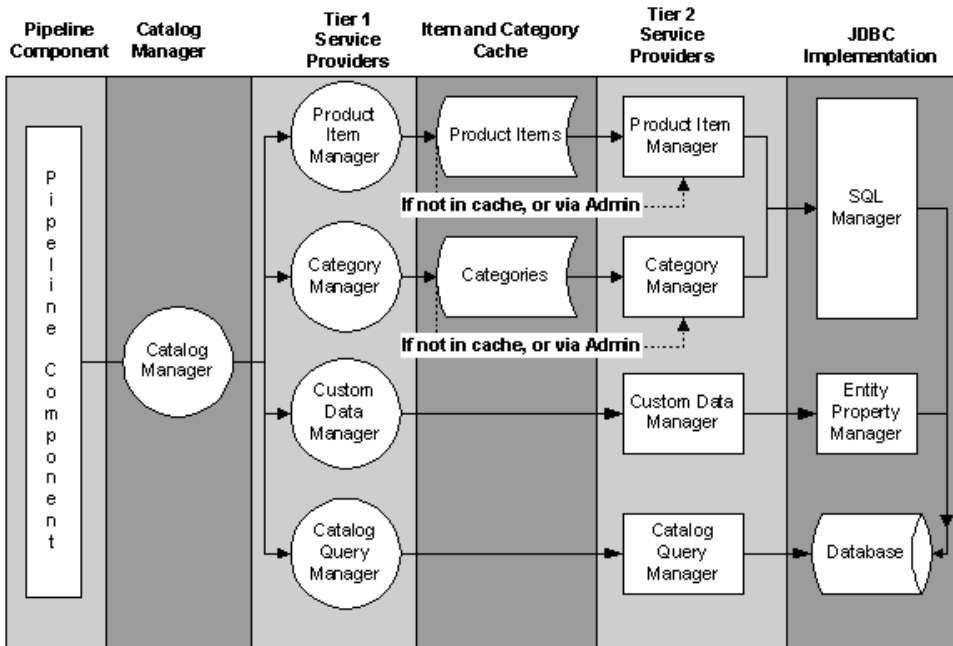 Pipeline
Component
Catalog
Manager
Tier 1
Service
Providers
Item and Category
Cache
Tier 2
Service
Providers
JDBC
Implementation
Pipeline Component
Catalog
Manager
Product
Item
Manager
Product Items
Product Item
Manager
If not in cache, or via Admin
SQL
Manager
Category
Manager
Categories
Category
Manager
If not in cache, or via Admin
Custom
Data
Manager
Custom Data
Manager
Entity
Property
Manager
Catalog
Query
Manager
Catalog
Query
Manager
Database